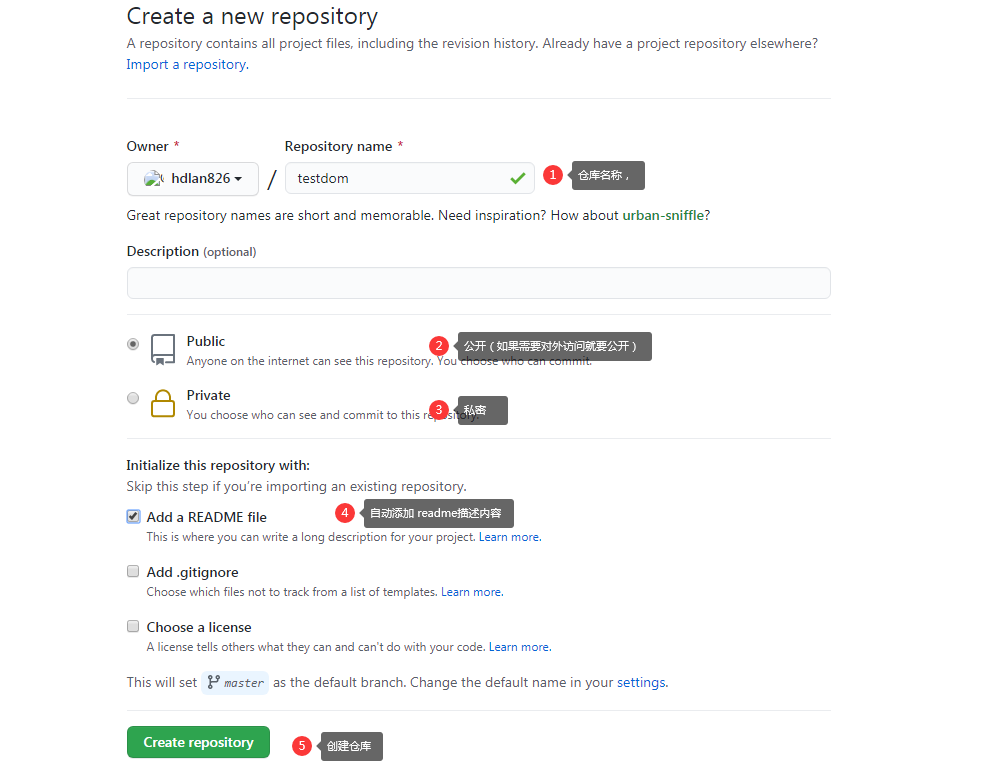 Create a new repository
A repository contains all project files, including the revision history. Already have a project repository elsewhere?
Import a repository.
Owner *
Repository name *
hdlan826
/
testdom
1
仓库名称，
Great repository names are short and memorable. Need inspiration? How about urban-sniffle?
Description (optional)
Public
2
公开（如果需要对外访问就要公开）
Anyone on the internet can see this repository. You choose who can commit.
Private
3
私密
You choose who can see and commit to this repository.
Initialize this repository with:
Skip this step if you're importing an existing repository.
Add a README file
4
自动添加 readme描述内容
This is where you can write a long description for your project. Learn more.
Add .gitignore
Choose which files not to track from a list of templates. Learn more.
Choose a license
A license tells others what they can and can't do with your code. Learn more.
This will set master as the default branch. Change the default name in your settings.
Create repository
5
创建仓库